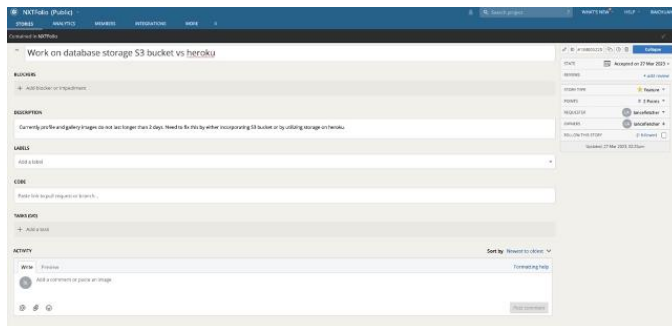 NXTFolio (Public)
Search project
WHAT'S NEW
HELP
STORIES ANALYTICS MEMBERS INTEGRATIONS MORE
Contained in NXTFolio
Work on database storage S3 bucket vs heroku
Collapse
STATE Accepted on 27 Mar 2023
REVIEWS + add review
STORY TYPE Feature
POINTS 2 Points
REQUESTER
OWNERS
FOLLOW THIS STORY
Updated: 27 Mar 2023,
BLOCKERS
+ Add blocker or impediment
DESCRIPTION
Currently profile and gallery images do not last longer than 2 days. Need to fix this by either incorporating S3 bucket or by utilizing storage on heroku.
LABELS
Add a label
CODE
Paste link to pull request or branch...
TASKS (0/0)
+ Add a task
ACTIVITY
Sort by Newest to oldest
Write Preview
Formatting help
Add a comment or paste an image
Post comment